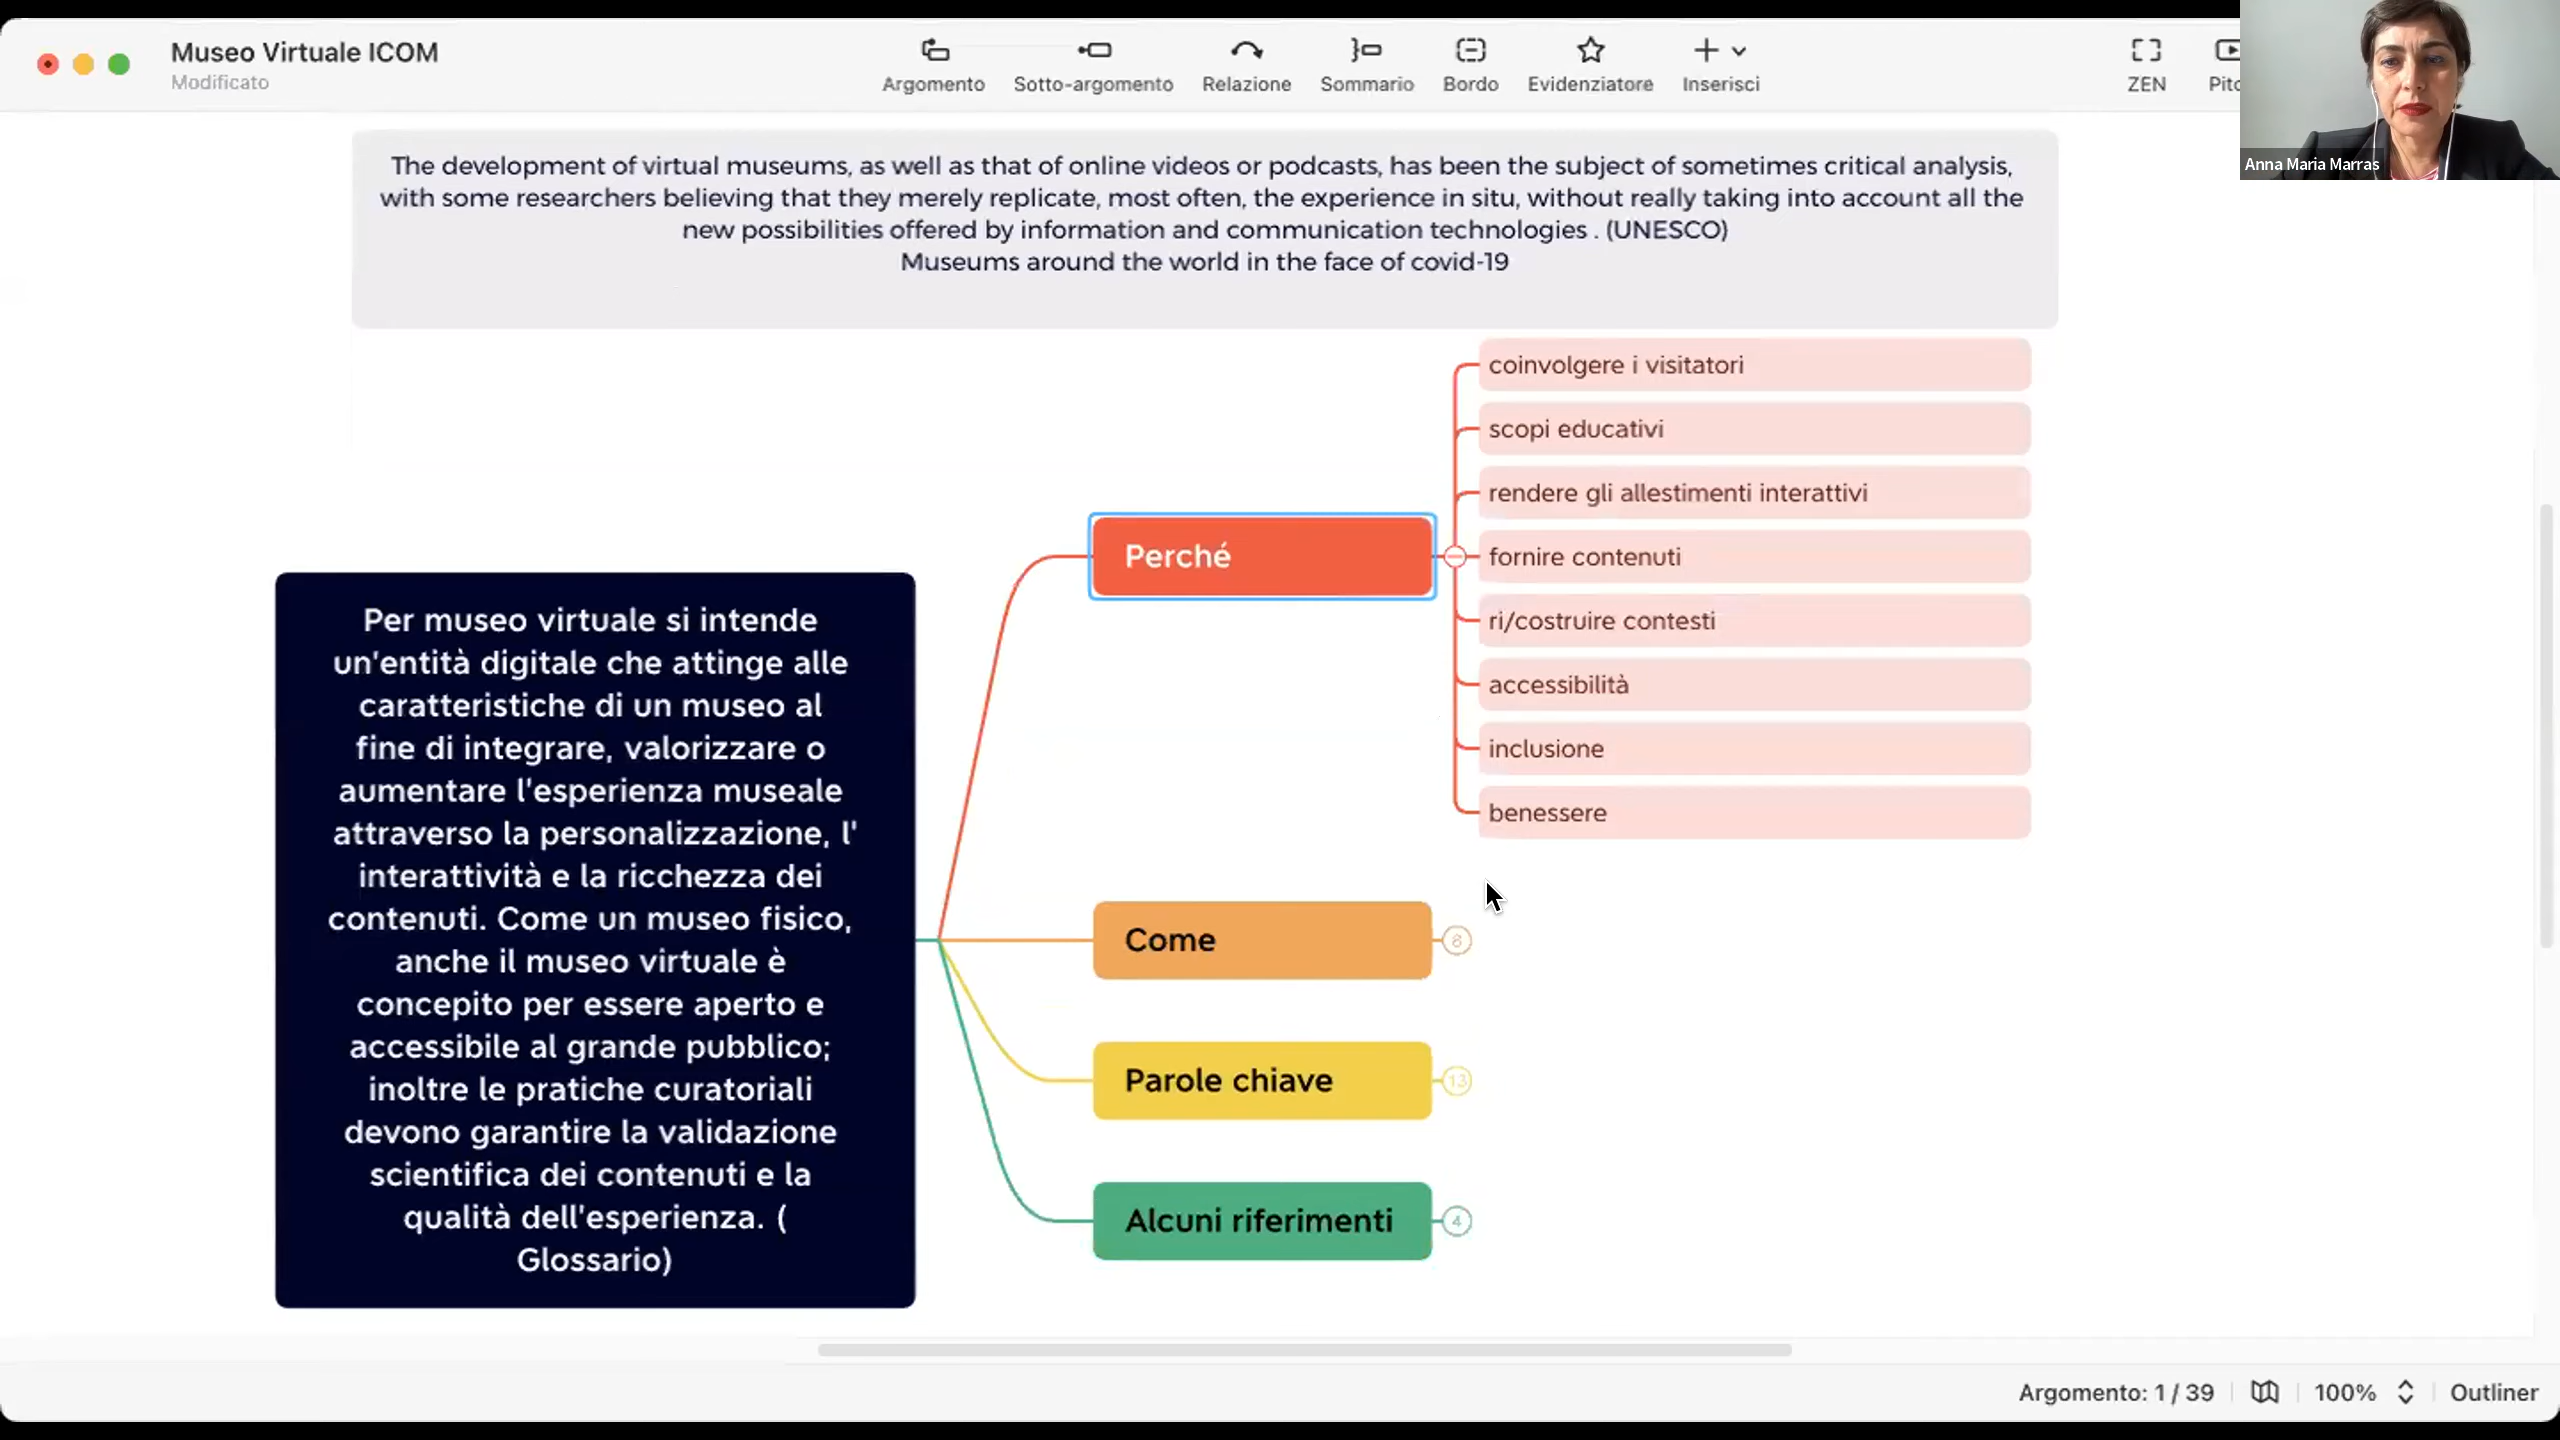 Museo Virtuale ICOM
Modificato
Argomento
Sotto-argomento
Relazione
Sommario
Bordo
Evidenziatore
Inserisci
ZEN
Anna Maria Marras
The development of virtual museums, as well as that of online videos or podcasts, has been the subject of sometimes critical analysis,
with some researchers believing that they merely replicate, most often, the experience in situ, without really taking into account all the
new possibilities offered by information and communication technologies . (UNESCO)
Museums around the world in the face of covid-19
Per museo virtuale si intende
un'entità digitale che attinge alle
caratteristiche di un museo al
fine di integrare, valorizzare o
aumentare l'esperienza museale
attraverso la personalizzazione, l'
interattività e la ricchezza dei
contenuti. Come un museo fisico,
anche il museo virtuale è
concepito per essere aperto e
accessibile al grande pubblico;
inoltre le pratiche curatoriali
devono garantire la validazione
scientifica dei contenuti e la
qualità dell'esperienza. (
Glossario)
Perché
coinvolgere i visitatori
scopi educativi
rendere gli allestimenti interattivi
fornire contenuti
ri/costruire contesti
accessibilità
inclusione
benessere
Come
8
Parole chiave
13
Alcuni riferimenti
4
Argomento: 1 / 39
100%
Outliner